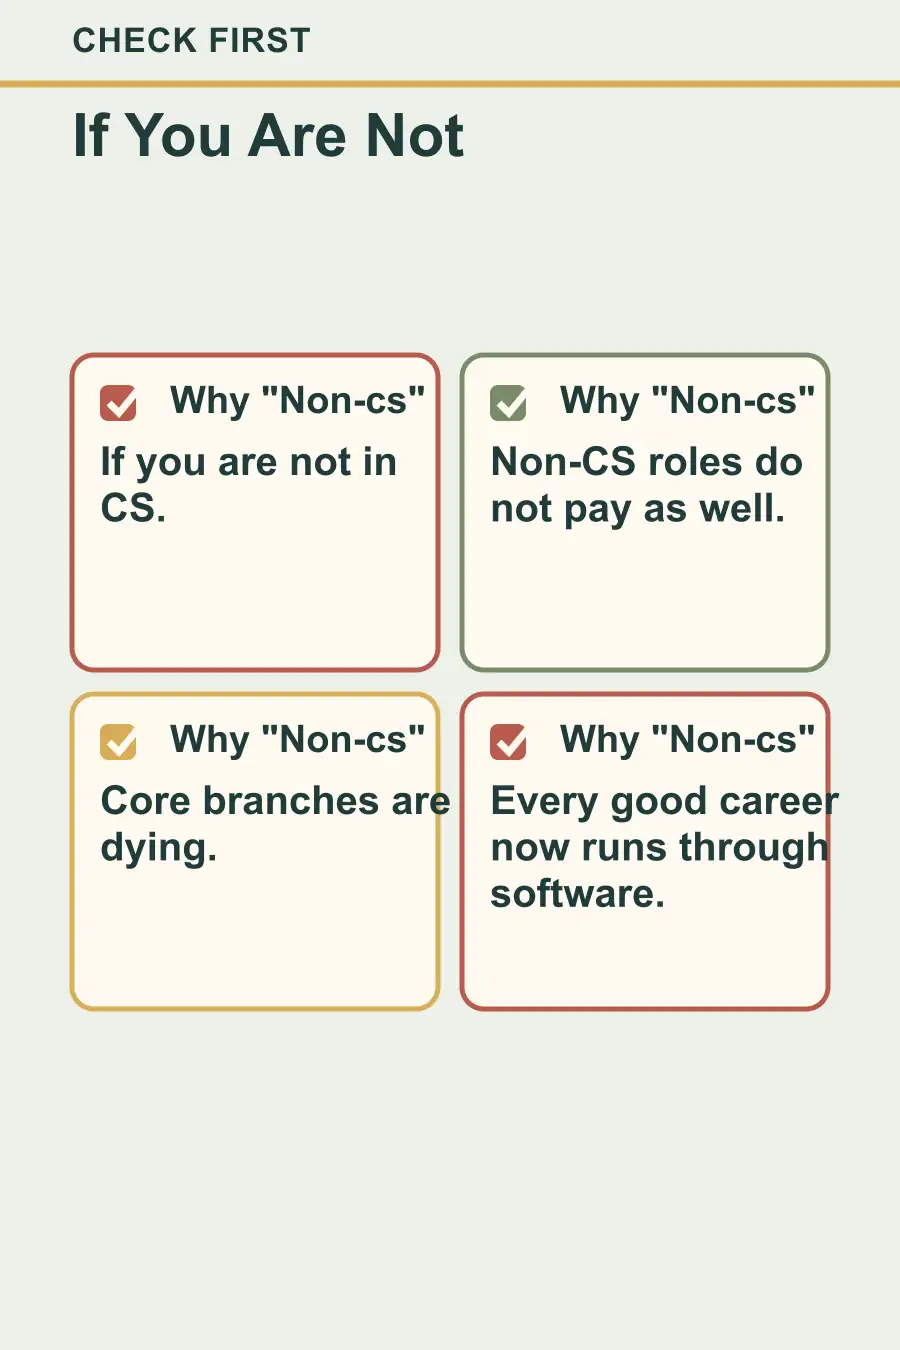 CHECK FIRST
If You Are Not
Why "Non-cs"
If you are not in
CS.
Why "Non-cs"
Non-CS roles do
not pay as well.
Why "Non-cs"
Core branches are
dying.
Why "Non-cs"
Every good career
now runs through
software.